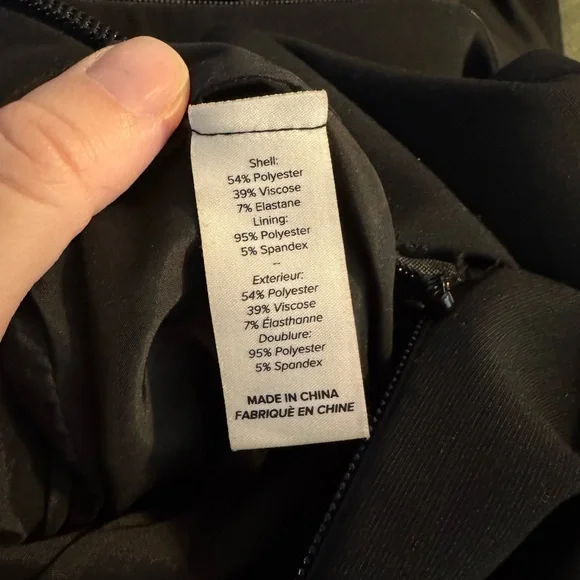 Shell:
54% Polyester
39% Viscose
7% Elastane
Lining:
95% Polyester
5% Spandex
--
Exterieur:
54% Polyester
39% Viscose
7% Élasthanne
Doublure:
95% Polyester
5% Spandex
MADE IN CHINA
FABRIQUÈ EN CHINE